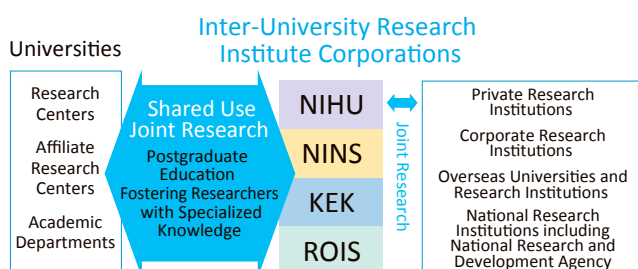 Inter-University Research
Institute Corporations
Universities
Research
Centers
Affiliate
Research
Centers
Academic
Departments
Shared Use
Joint Research
Postgraduate
Education
Fostering Researchers
with Specialized
Knowledge
NIHU
NINS
KEK
ROIS
Joint Research
Private Research
Institutions
Corporate Research
Institutions
Overseas Universities and
Research Institutions
National Research
Institutions including
National Research and
Development Agency